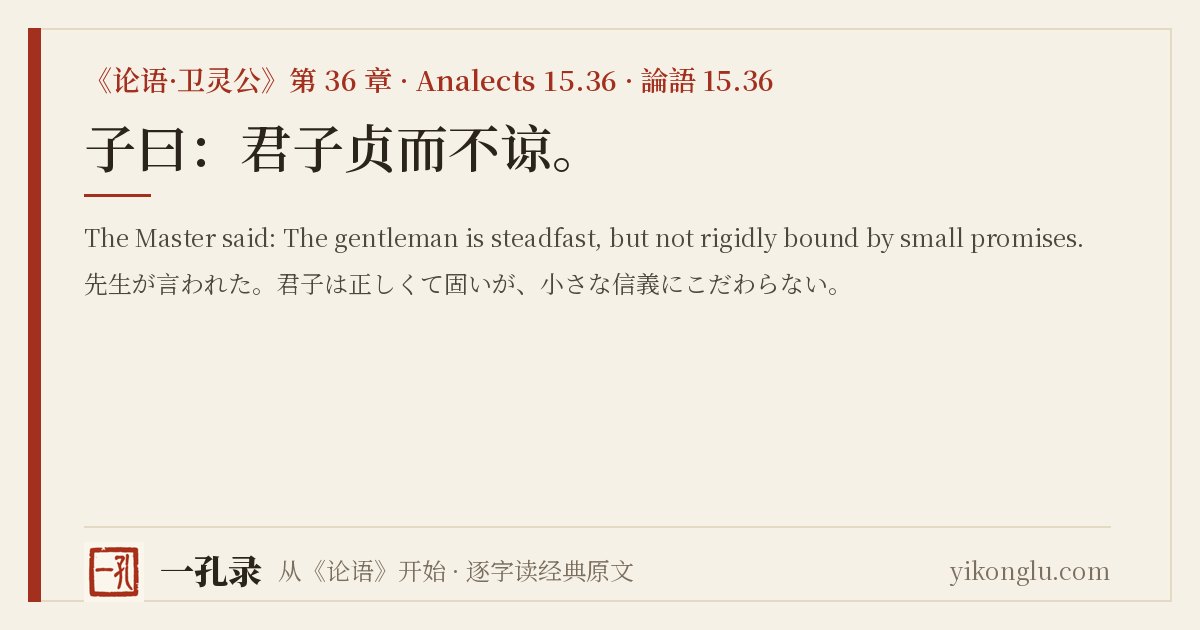 《论语·卫灵公》第 36 章 · Analects 15.36 · 論語 15.36
子曰：君子贞而不谅。
The Master said: The gentleman is steadfast, but not rigidly bound by small promises.
先生が言われた。君子は正しくて固いが、小さな信義にこだわらない。
一孔
一孔录 从《论语》开始 · 逐字读经典原文 yikonglu.com